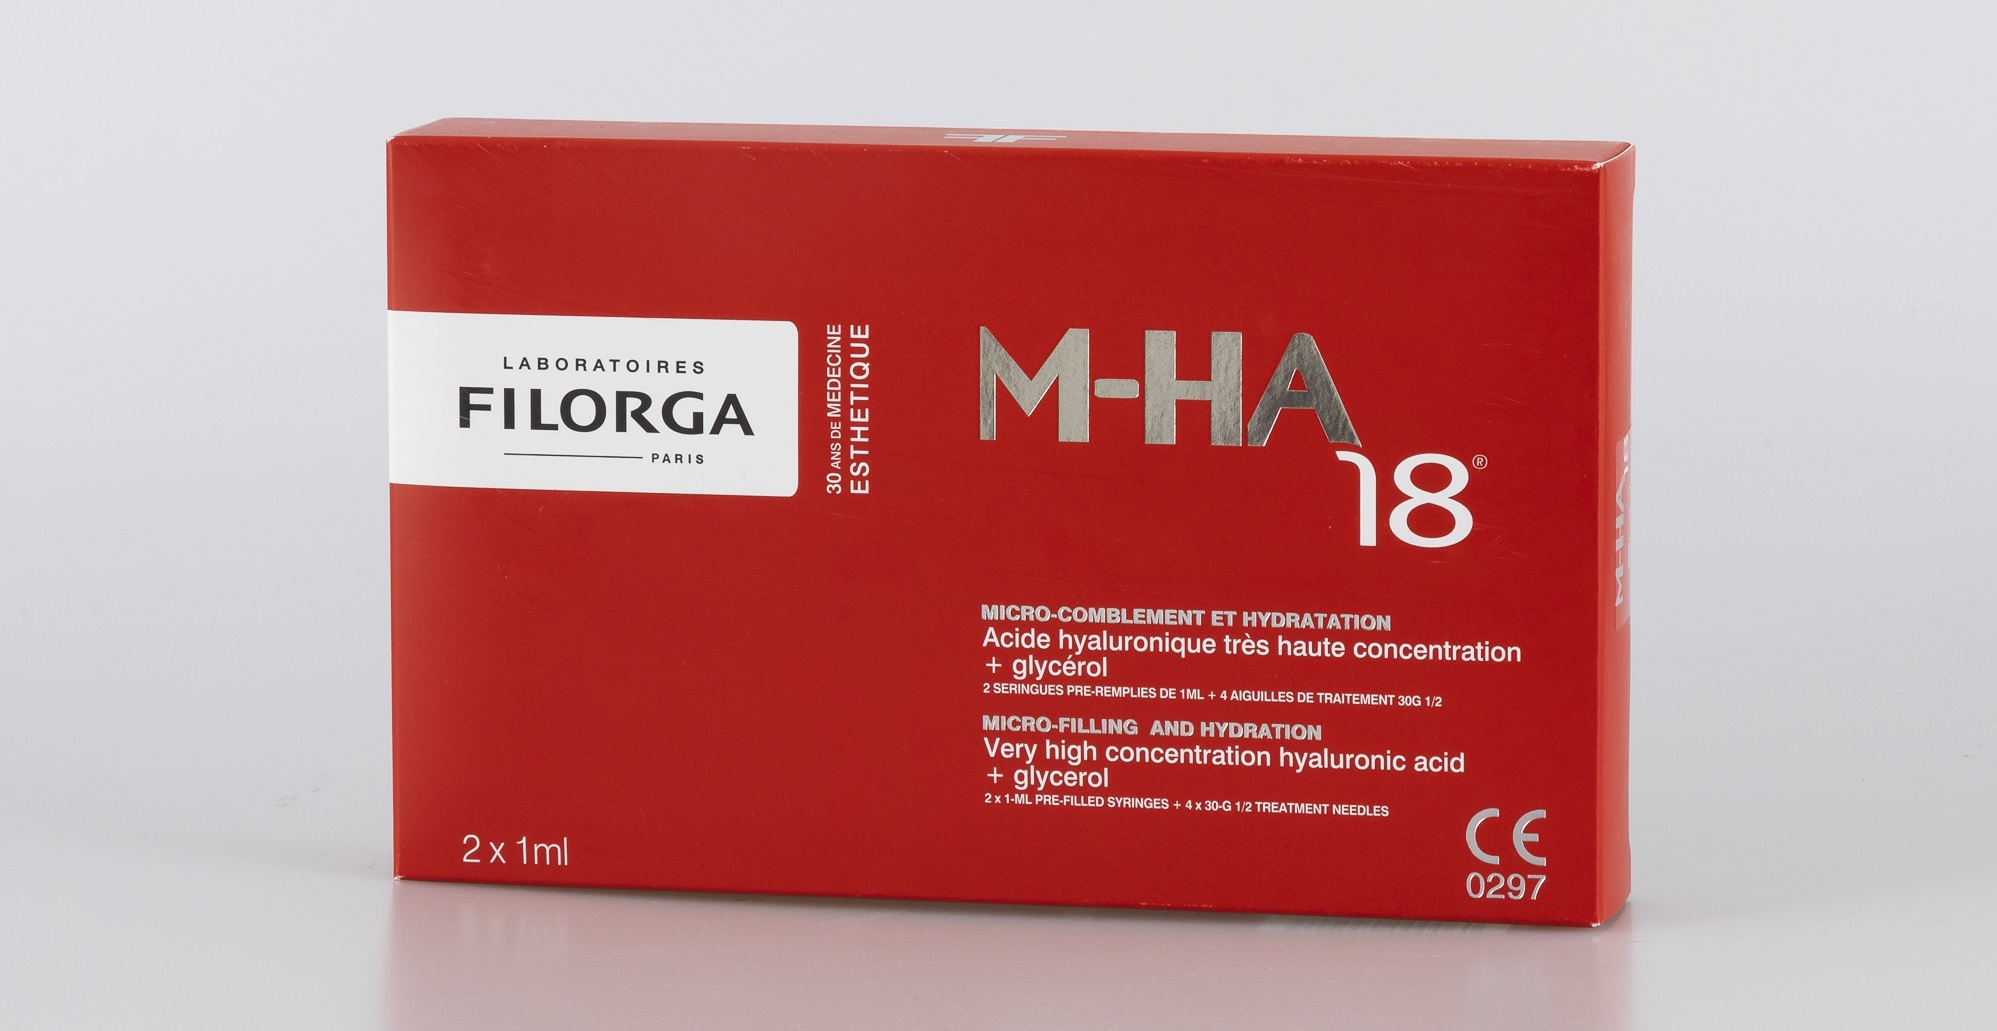 LABORATOIRES
FILORGA
PARIS
30 ANS DE MEDECINE
ESTHETIQUE
M-HA
18®
MICRO-COMBLEMENT ET HYDRATATION
Acide hyaluronique très haute concentration
+ glycérol
2 SERINGUES PRE-REMPLIES DE 1ML + 4 AIGUILLES DE TRAITEMENT 30G 1/2
MICRO-FILLING AND HYDRATION
Very high concentration hyaluronic acid
+ glycerol
2 x 1-ML PRE-FILLED SYRINGES + 4 x 30-G 1/2 TREATMENT NEEDLES
2 x 1ml
CE
0297
M-HA 18